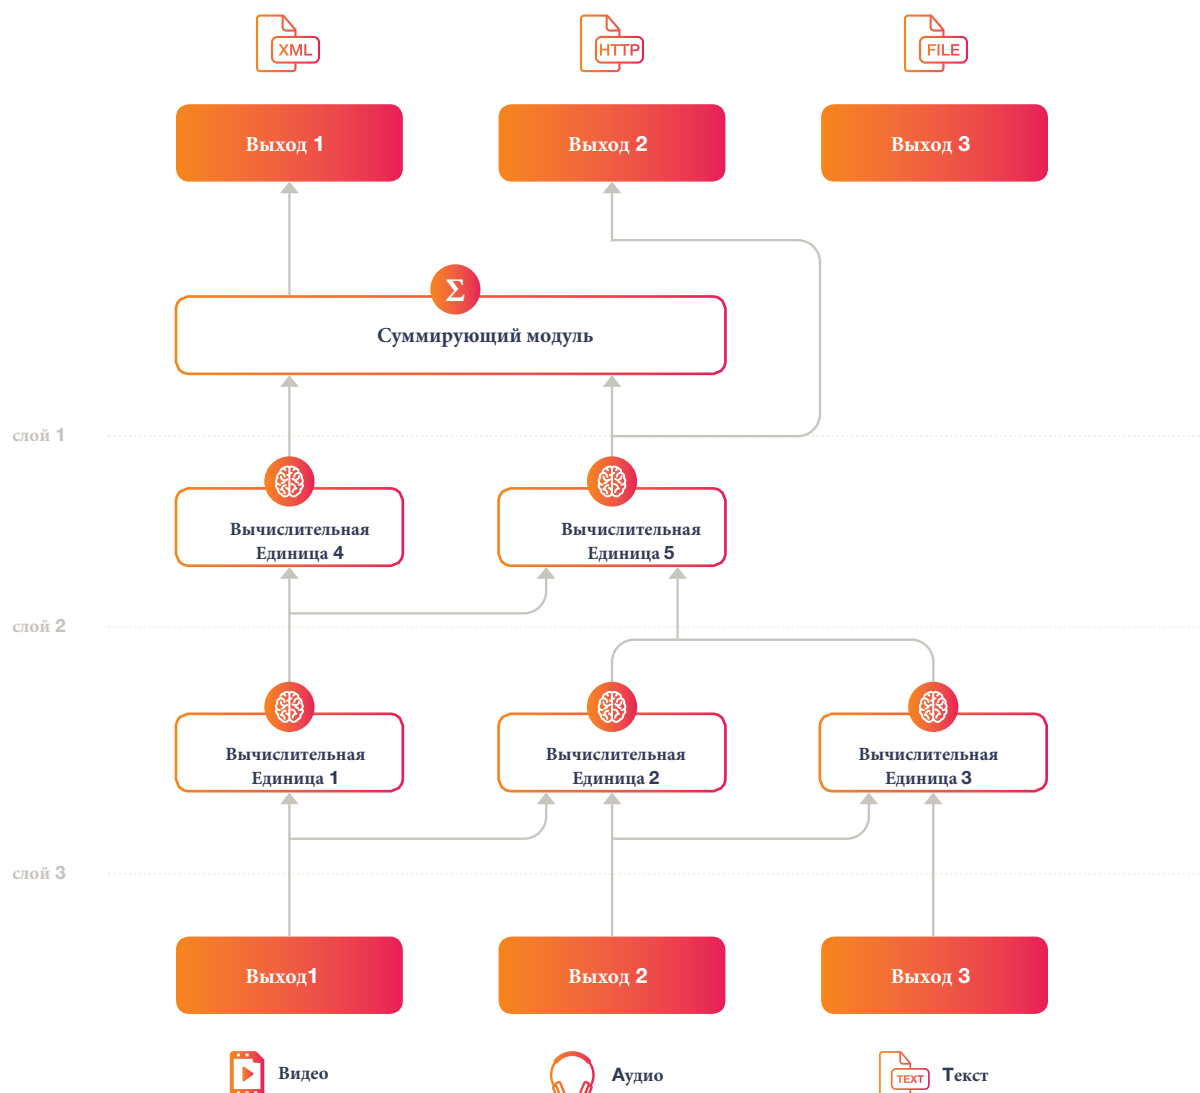 XML
HTTP
FILE
Выход 1
Выход 2
Выход 3
Σ
Суммирующий модуль
слой 1
Вычислительная
Единица 4
Вычислительная
Единица 5
слой 2
Вычислительная
Единица 1
Вычислительная
Единица 2
Вычислительная
Единица 3
слой 3
Выход1
Выход 2
Выход 3
Видео
Аудио
TEXT
Текст